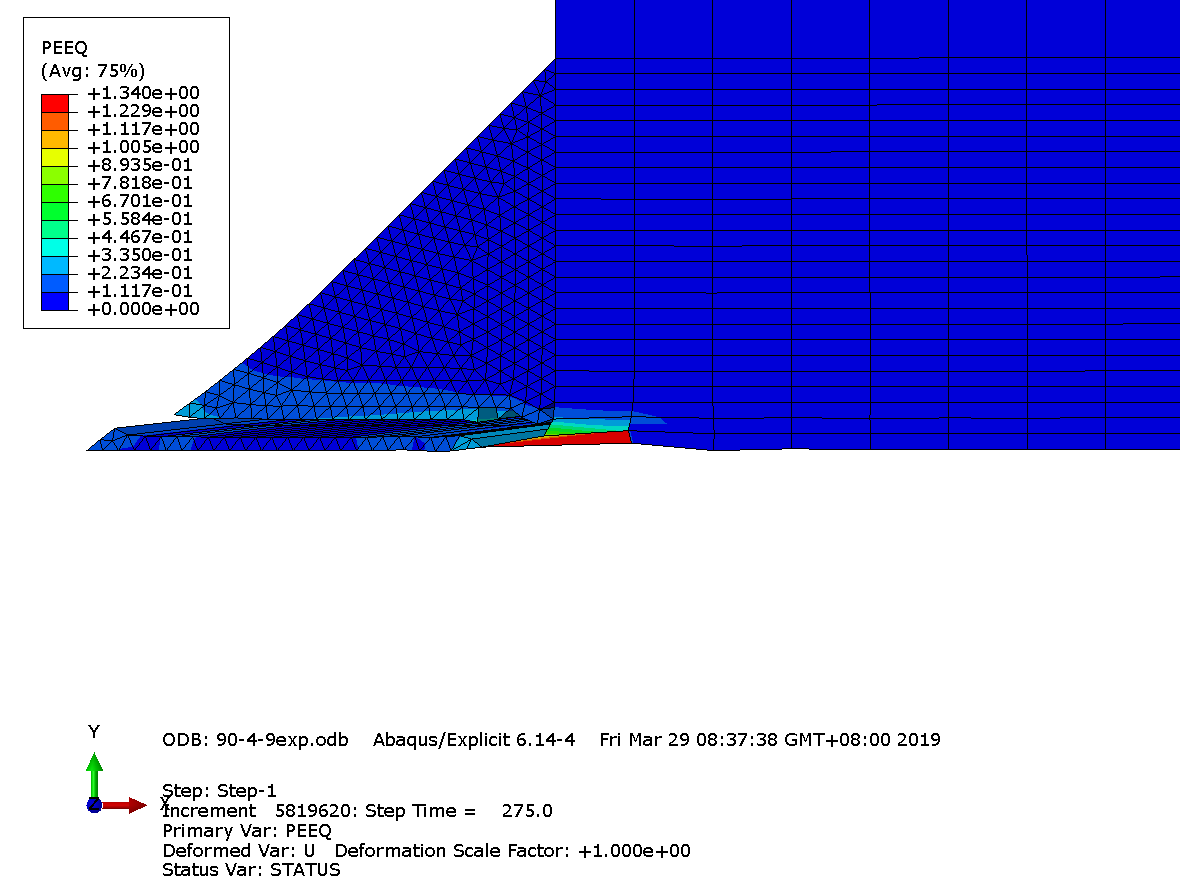 PEEQ
(Avg: 75%)
+1.340e+00
+1.229e+00
+1.117e+00
+1.005e+00
+8.935e-01
+7.818e-01
+6.701e-01
+5.584e-01
+4.467e-01
+3.350e-01
+2.234e-01
+1.117e-01
+0.000e+00
Y
ODB: 90-4-9exp.odb Abaqus/Explicit 6.14-4 Fri Mar 29 08:37:38 GMT+08:00 2019
Z
X
Step: Step-1
Increment 5819620: Step Time = 275.0
Primary Var: PEEQ
Deformed Var: U Deformation Scale Factor: +1.000e+00
Status Var: STATUS